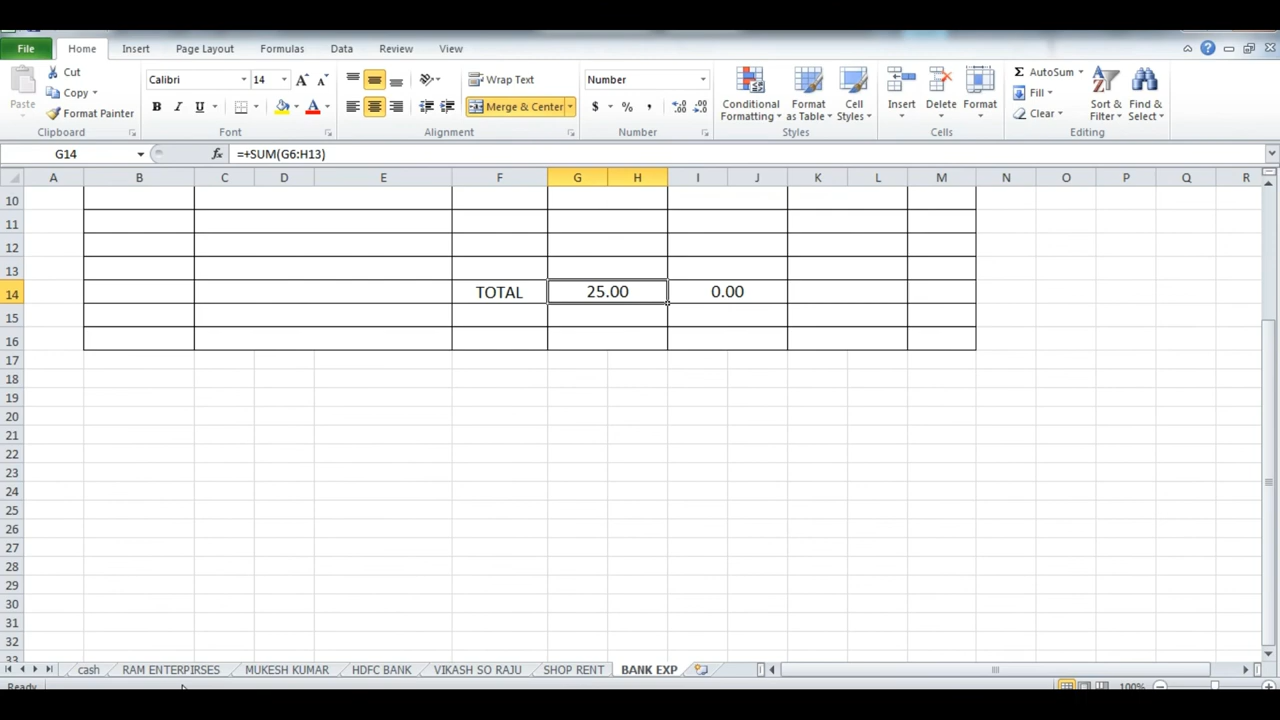 File Home Insert Page Layout Formulas Data Review View
Cut
Copy
Format Painter
Paste
Calibri 14
B I U
Wrap Text
Merge & Center
Number
$ % ,
Conditional Formatting
Format as Table
Cell Styles
Insert Delete Format
AutoSum
Fill
Clear
Sort & Filter
Find & Select
Clipboard Font Alignment Number Styles Cells Editing
G14 fx =+SUM(G6:H13)
A B C D E F G H I J K L M N O P Q R
10
11
12
13
14 TOTAL 25.00 0.00
15
16
17
18
19
20
21
22
23
24
25
26
27
28
29
30
31
32
33
cash RAM ENTERPIRSES MUKESH KUMAR HDFC BANK VIKASH SO RAJU SHOP RENT BANK EXP
Ready 100%